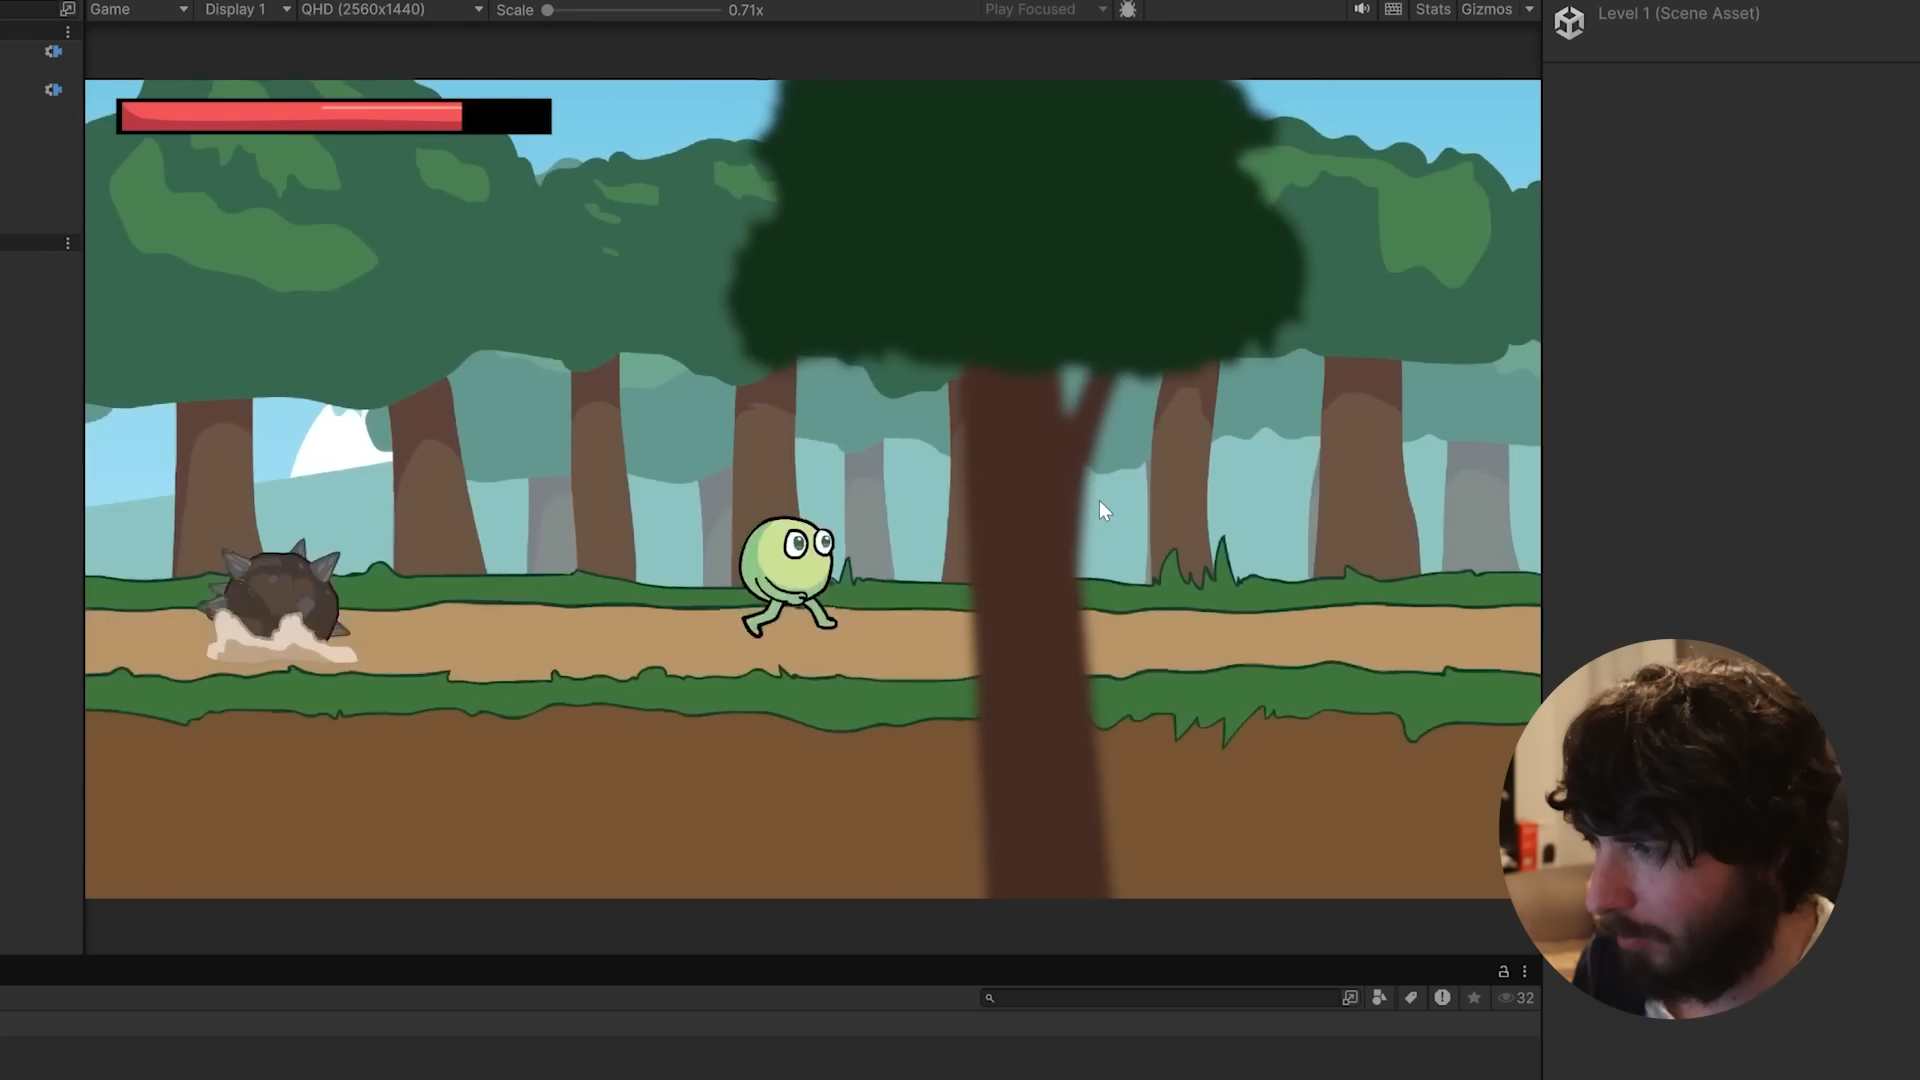 Game Display 1 QHD (2560x1440) Scale 0.71x Play Focused Stats Gizmos
Level 1 (Scene Asset)
32